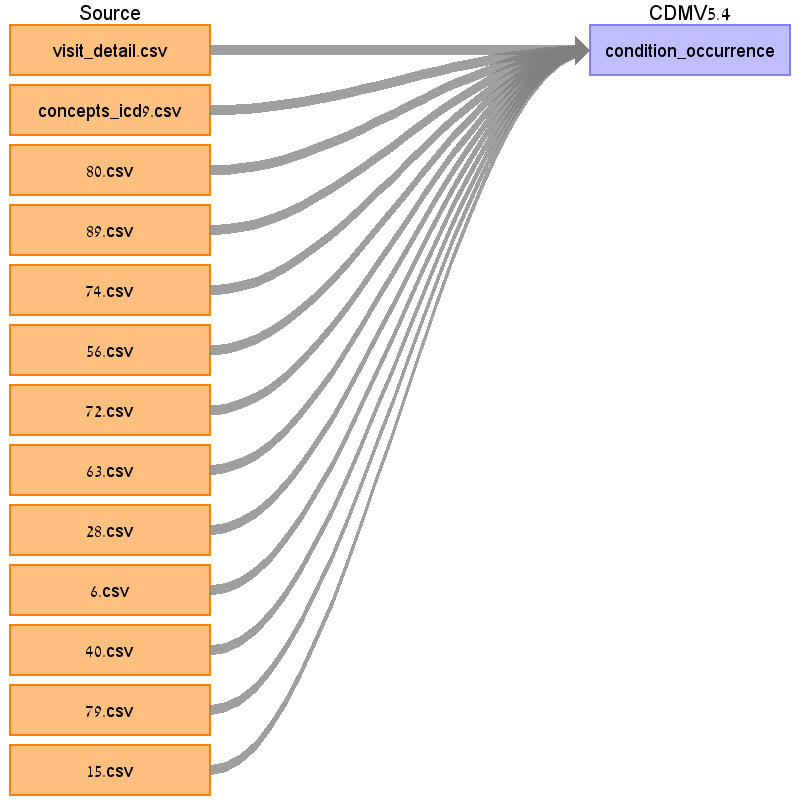 Source
CDMV5.4
visit_detail.csv
condition_occurrence
concepts_icd9.csv
80.csv
89.csv
74.csv
56.csv
72.csv
63.csv
28.csv
6.csv
40.csv
79.csv
15.csv